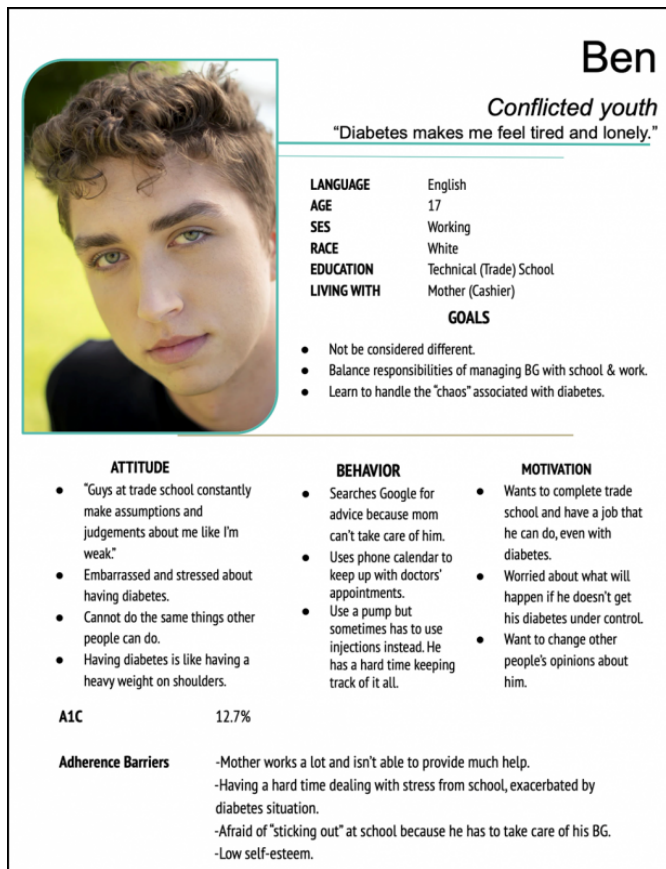 Ben
Conflicted youth
“Diabetes makes me feel tired and lonely.”
LANGUAGE English
AGE 17
SES Working
RACE White
EDUCATION Technical (Trade) School
LIVING WITH Mother (Cashier)
GOALS
● Not be considered different.
● Balance responsibilities of managing BG with school & work.
● Learn to handle the “chaos” associated with diabetes.
ATTITUDE
● “Guys at trade school constantly
make assumptions and
judgements about me like I’m
weak.”
● Embarrassed and stressed about
having diabetes.
● Cannot do the same things other
people can do.
● Having diabetes is like having a
heavy weight on shoulders.
BEHAVIOR
● Searches Google for
advice because mom
can’t take care of him.
● Uses phone calendar to
keep up with doctors’
appointments.
● Use a pump but
sometimes has to use
injections instead. He
has a hard time keeping
track of it all.
MOTIVATION
● Wants to complete trade
school and have a job that
he can do, even with
diabetes.
● Worried about what will
happen if he doesn’t get
his diabetes under control.
● Want to change other
people’s opinions about
him.
A1C 12.7%
Adherence Barriers -Mother works a lot and isn’t able to provide much help.
-Having a hard time dealing with stress from school, exacerbated by
diabetes situation.
-Afraid of “sticking out” at school because he has to take care of his BG.
-Low self-esteem.